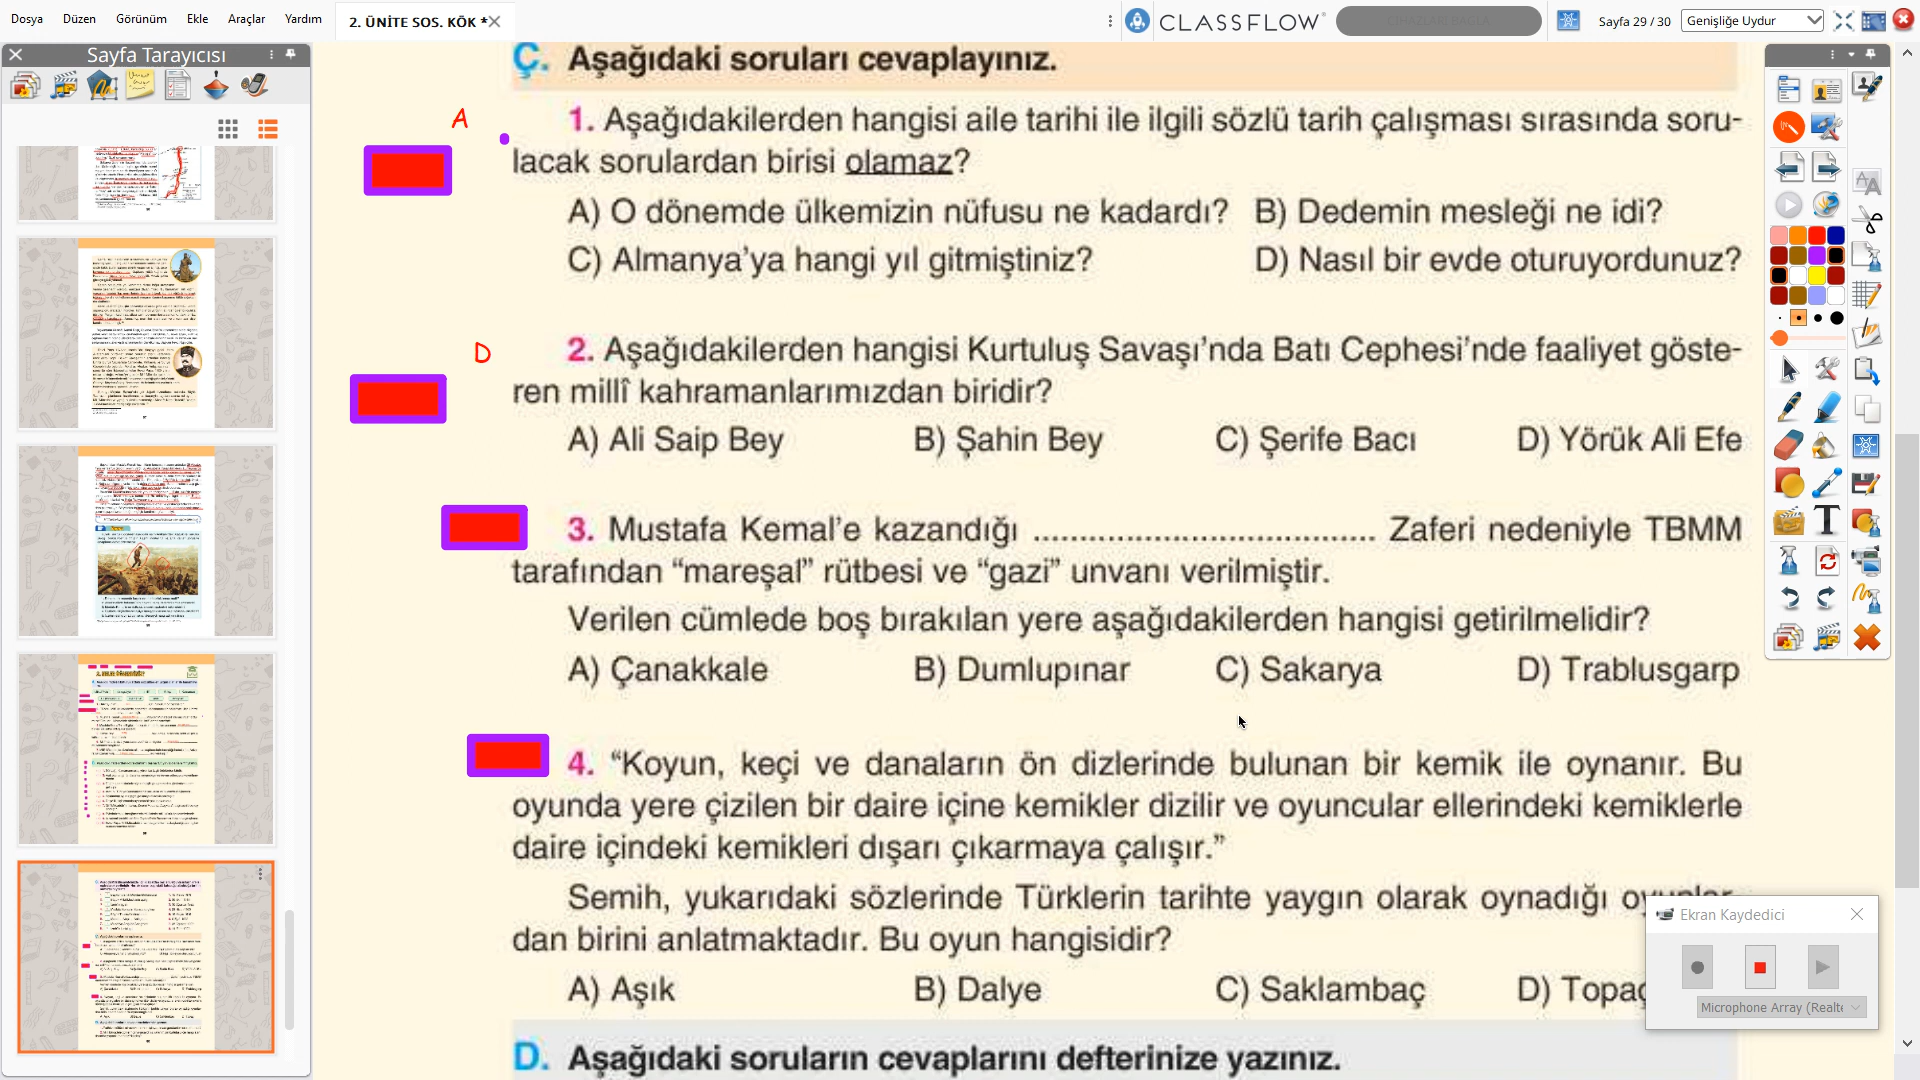 Dosya Düzen Görünüm Ekle Araçlar Yardım
2. ÜNİTE SOS. KÖK *
CLASSFLOW
Sayfa 29 / 30
Genişliğe Uydur
Sayfa Tarayıcısı
Ç. Aşağıdaki soruları cevaplayınız.
A
1. Aşağıdakilerden hangisi aile tarihi ile ilgili sözlü tarih çalışması sırasında soru-
lacak sorulardan birisi olamaz?
A) O dönemde ülkemizin nüfusu ne kadardı? B) Dedemin mesleği ne idi?
C) Almanya’ya hangi yıl gitmiştiniz? D) Nasıl bir evde oturuyordunuz?
D
2. Aşağıdakilerden hangisi Kurtuluş Savaşı’nda Batı Cephesi’nde faaliyet göste-
ren millî kahramanlarımızdan biridir?
A) Ali Saip Bey B) Şahin Bey C) Şerife Bacı D) Yörük Ali Efe
3. Mustafa Kemal’e kazandığı ..................................... Zaferi nedeniyle TBMM
tarafından “mareşal” rütbesi ve “gazi” unvanı verilmiştir.
Verilen cümlede boş bırakılan yere aşağıdakilerden hangisi getirilmelidir?
A) Çanakkale B) Dumlupınar C) Sakarya D) Trablusgarp
4. “Koyun, keçi ve danaların ön dizlerinde bulunan bir kemik ile oynanır. Bu
oyunda yere çizilen bir daire içine kemikler dizilir ve oyuncular ellerindeki kemiklerle
daire içindeki kemikleri dışarı çıkarmaya çalışır.”
Semih, yukarıdaki sözlerinde Türklerin tarihte yaygın olarak oynadığı
dan birini anlatmaktadır. Bu oyun hangisidir?
A) Aşık B) Dalye C) Saklambaç D) Topaç
D. Aşağıdaki soruların cevaplarını defterinize yazınız.
Ekran Kaydedici
Microphone Array (Realte